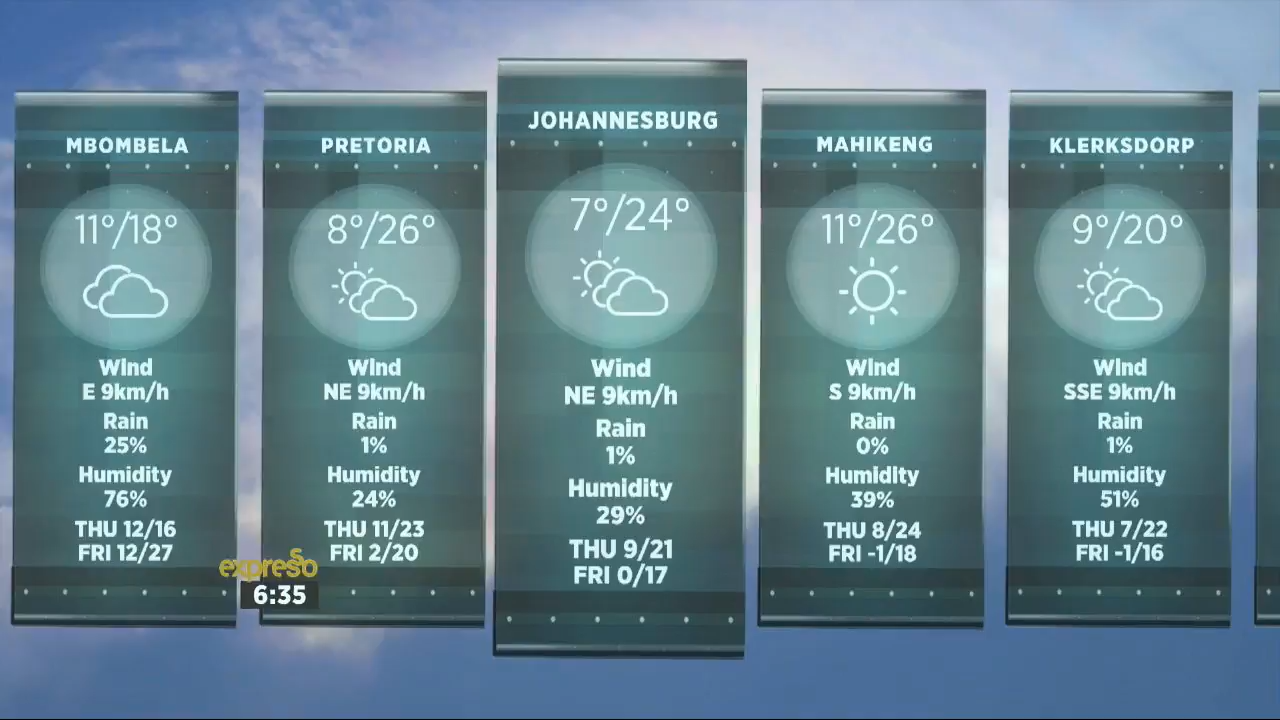 MBOMBELA
11°/18°
Wind
E 9km/h
Rain
25%
Humidity
76%
THU 12/16
FRI 12/27
PRETORIA
8°/26°
Wind
NE 9km/h
Rain
1%
Humidity
24%
THU 11/23
FRI 2/20
JOHANNESBURG
7°/24°
Wind
NE 9km/h
Rain
1%
Humidity
29%
THU 9/21
FRI 0/17
MAHIKENG
11°/26°
Wind
S 9km/h
Rain
0%
Humidity
39%
THU 8/24
FRI -1/18
KLERKSDORP
9°/20°
Wind
SSE 9km/h
Rain
1%
Humidity
51%
THU 7/22
FRI -1/16
expresso
6:35